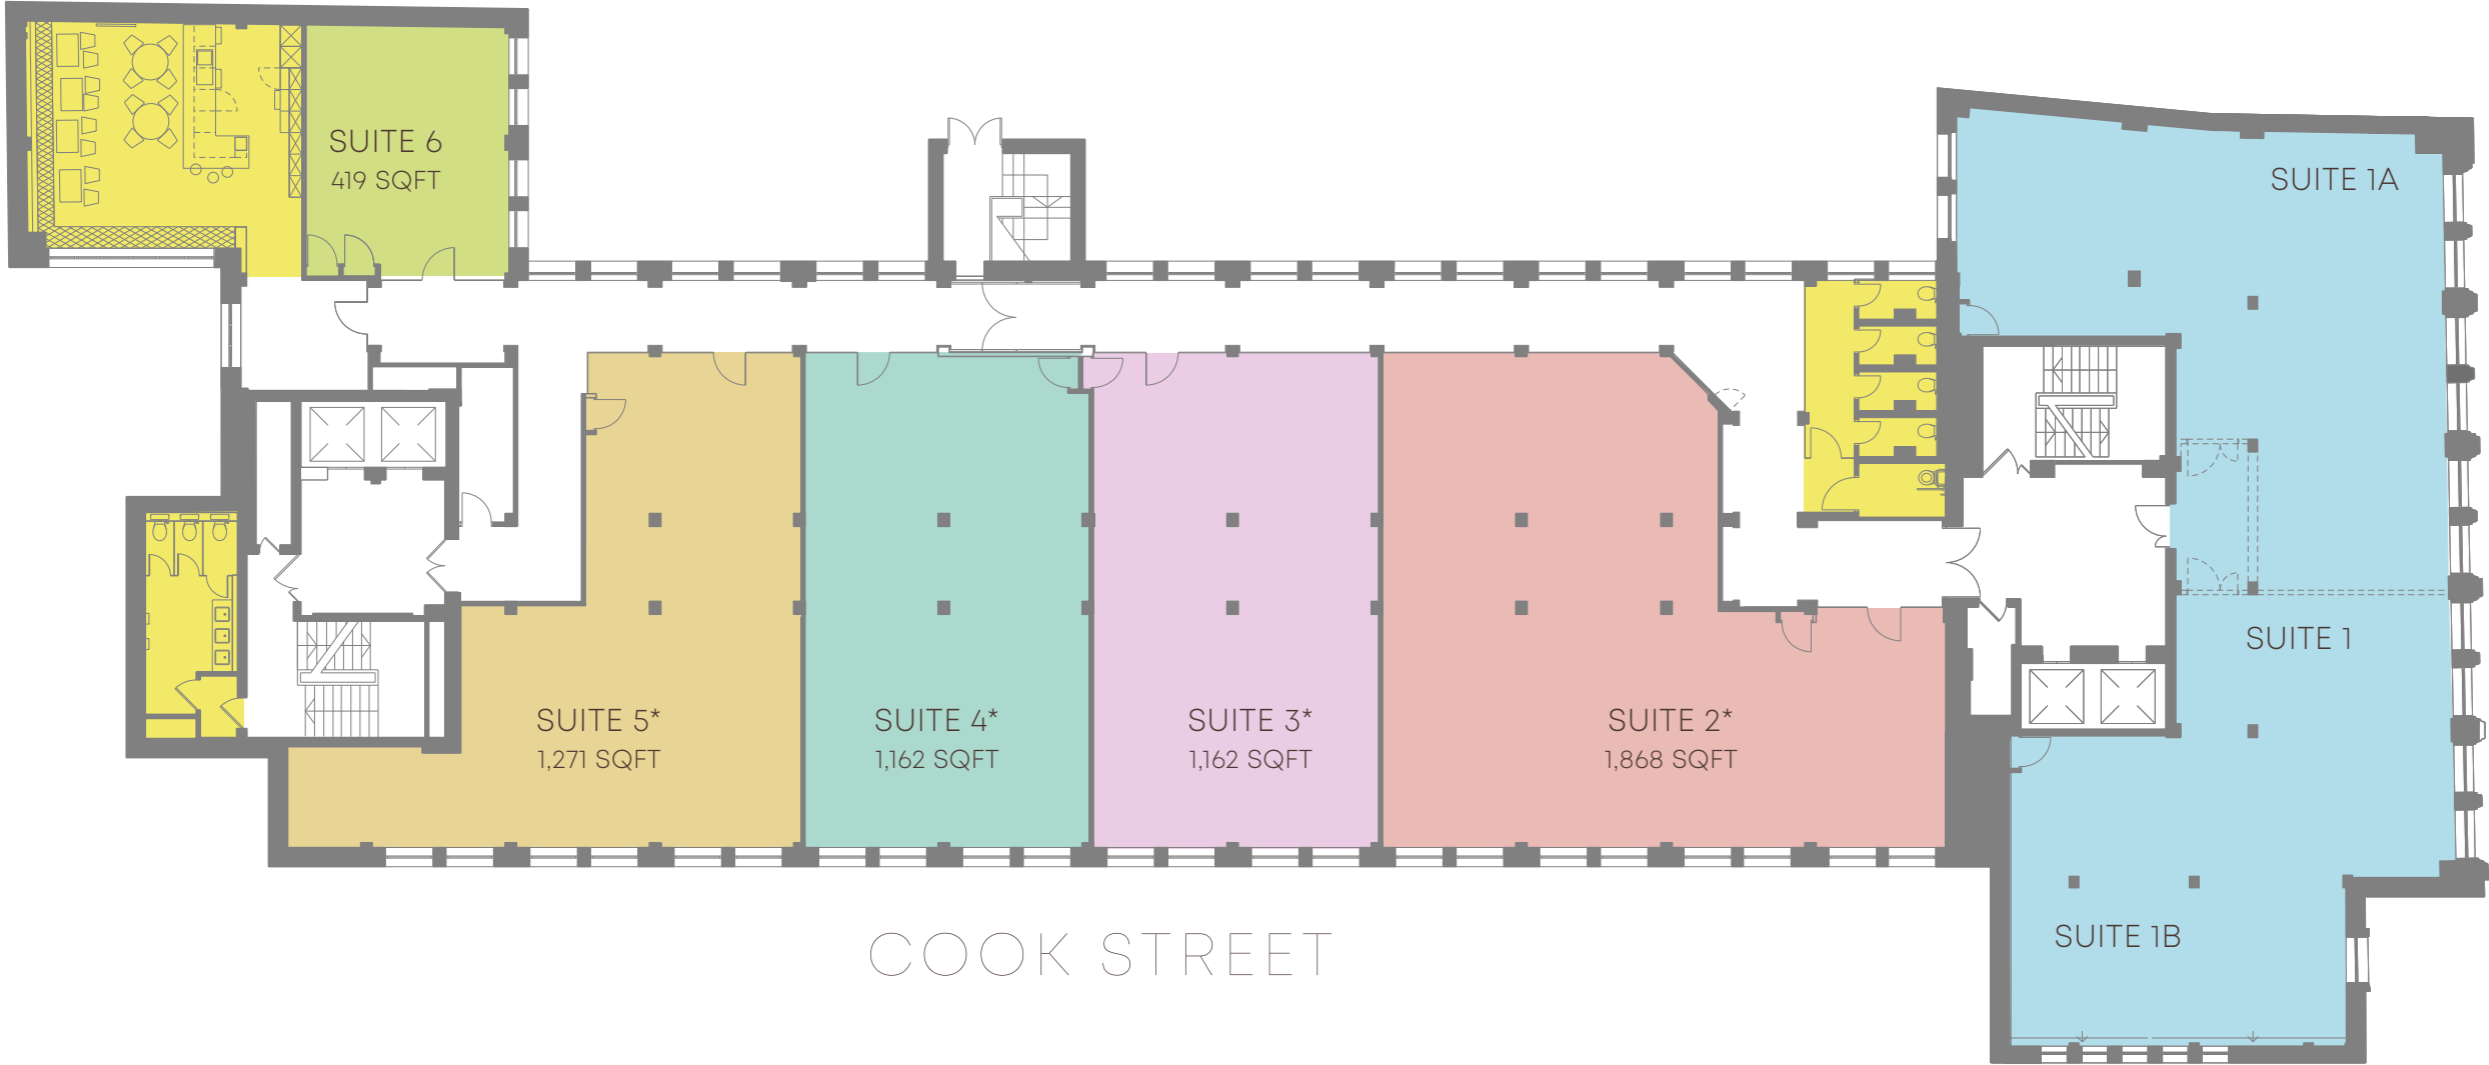 SUITE 6
419 SQFT
SUITE 1A
SUITE 1
SUITE 5*
1,271 SQFT
SUITE 4*
1,162 SQFT
SUITE 3*
1,162 SQFT
SUITE 2*
1,868 SQFT
SUITE 1B
COOK STREET